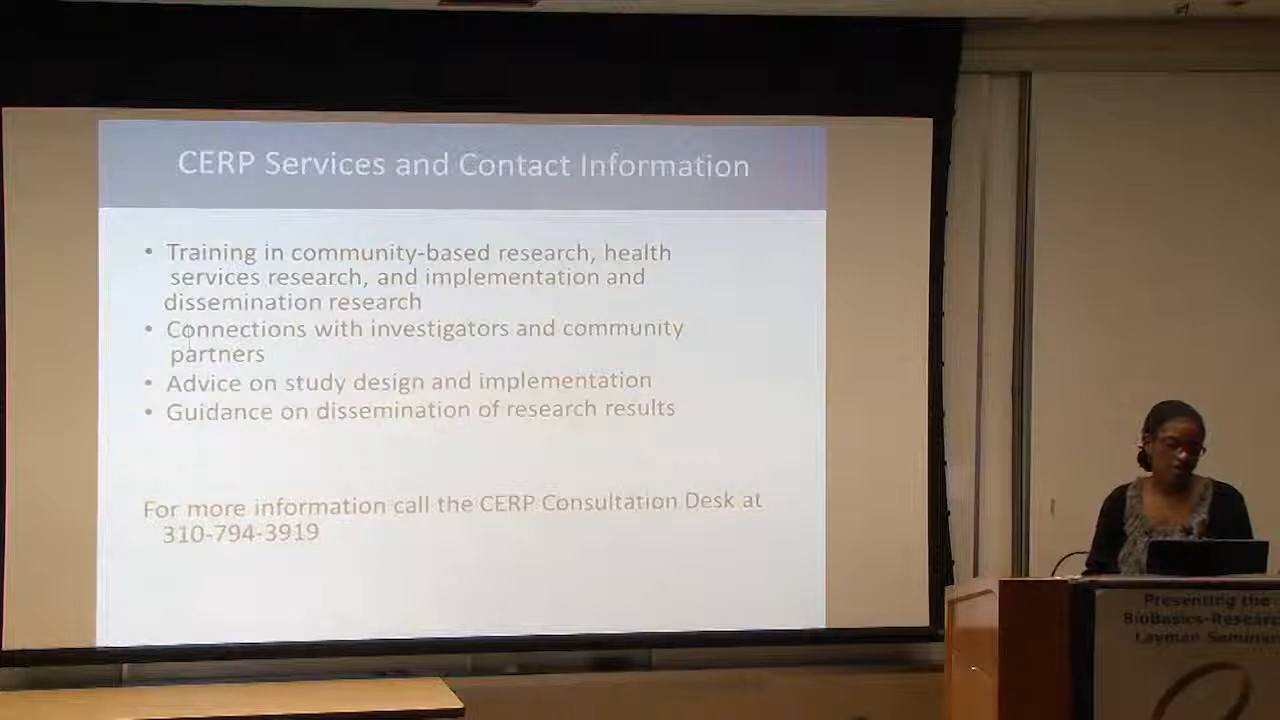 CERP Services and Contact Information
• Training in community-based research, health
services research, and implementation and
dissemination research
• Connections with investigators and community
partners
• Advice on study design and implementation
• Guidance on dissemination of research results
For more information call the CERP Consultation Desk at
310-794-3919
Presenting the
BioBasics-Research
Layman Seminar